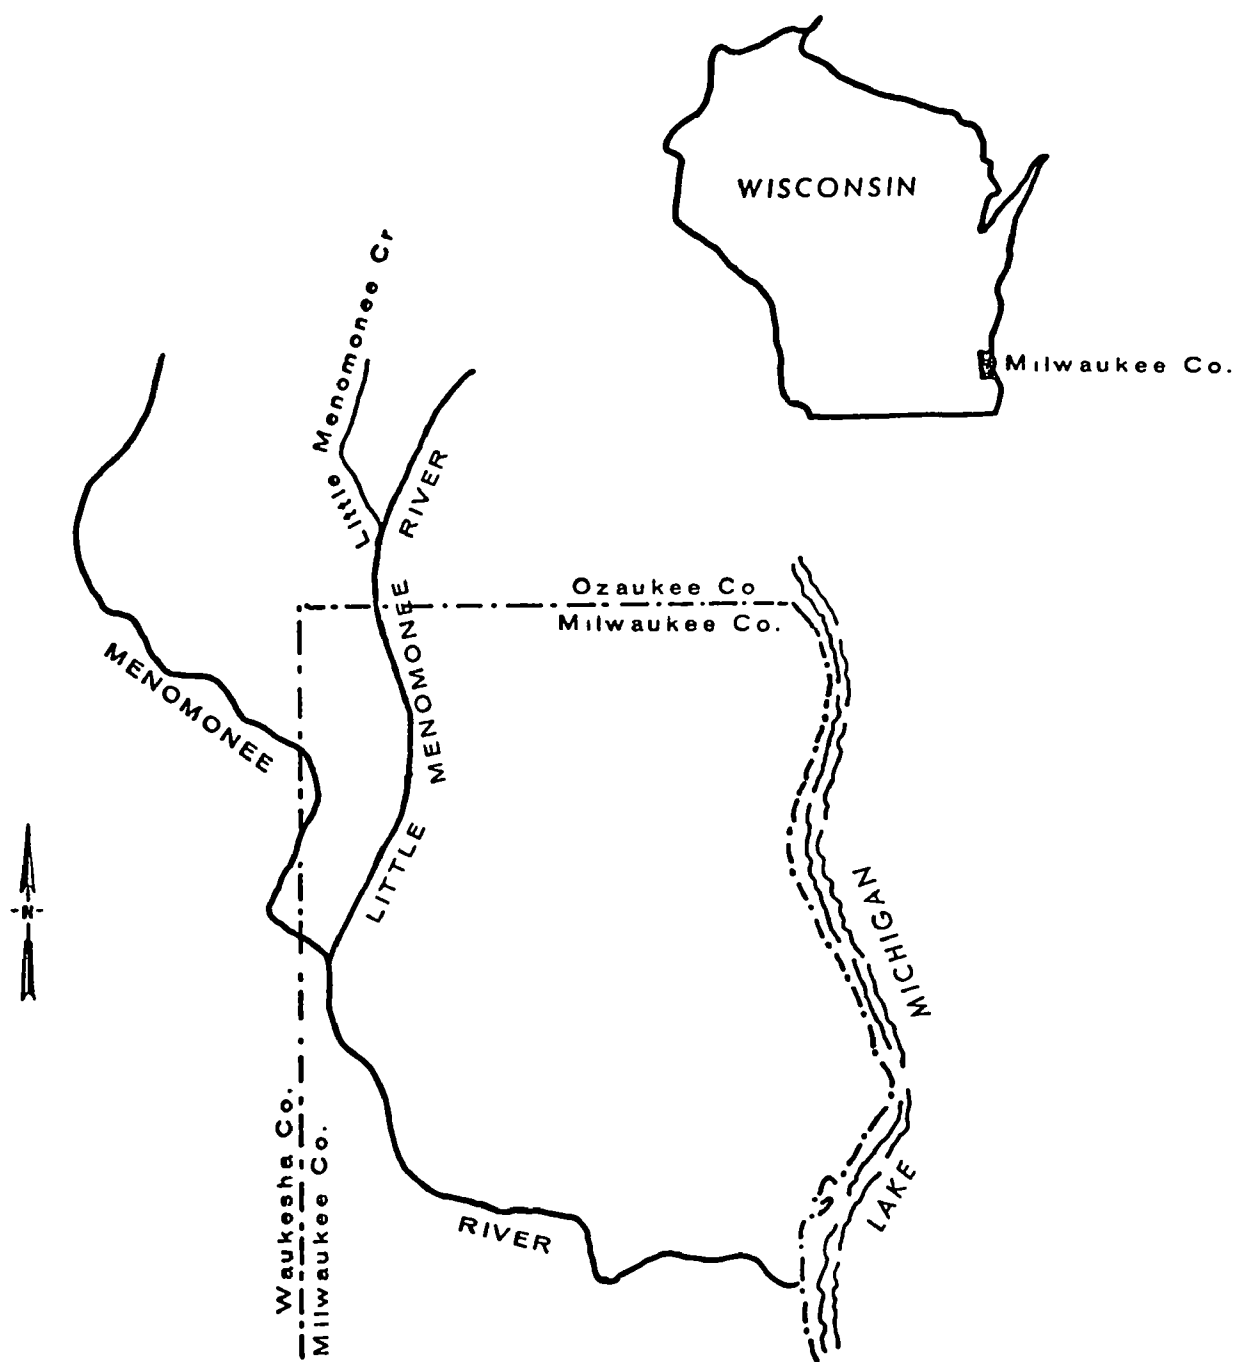 WISCONSIN
Milwaukee Co.
Little Menomonee Cr
LITTLE MENOMONEE RIVER
Ozaukee Co
Milwaukee Co.
MENOMONEE RIVER
N
LAKE MICHIGAN
Waukesha Co.
Milwaukee Co.